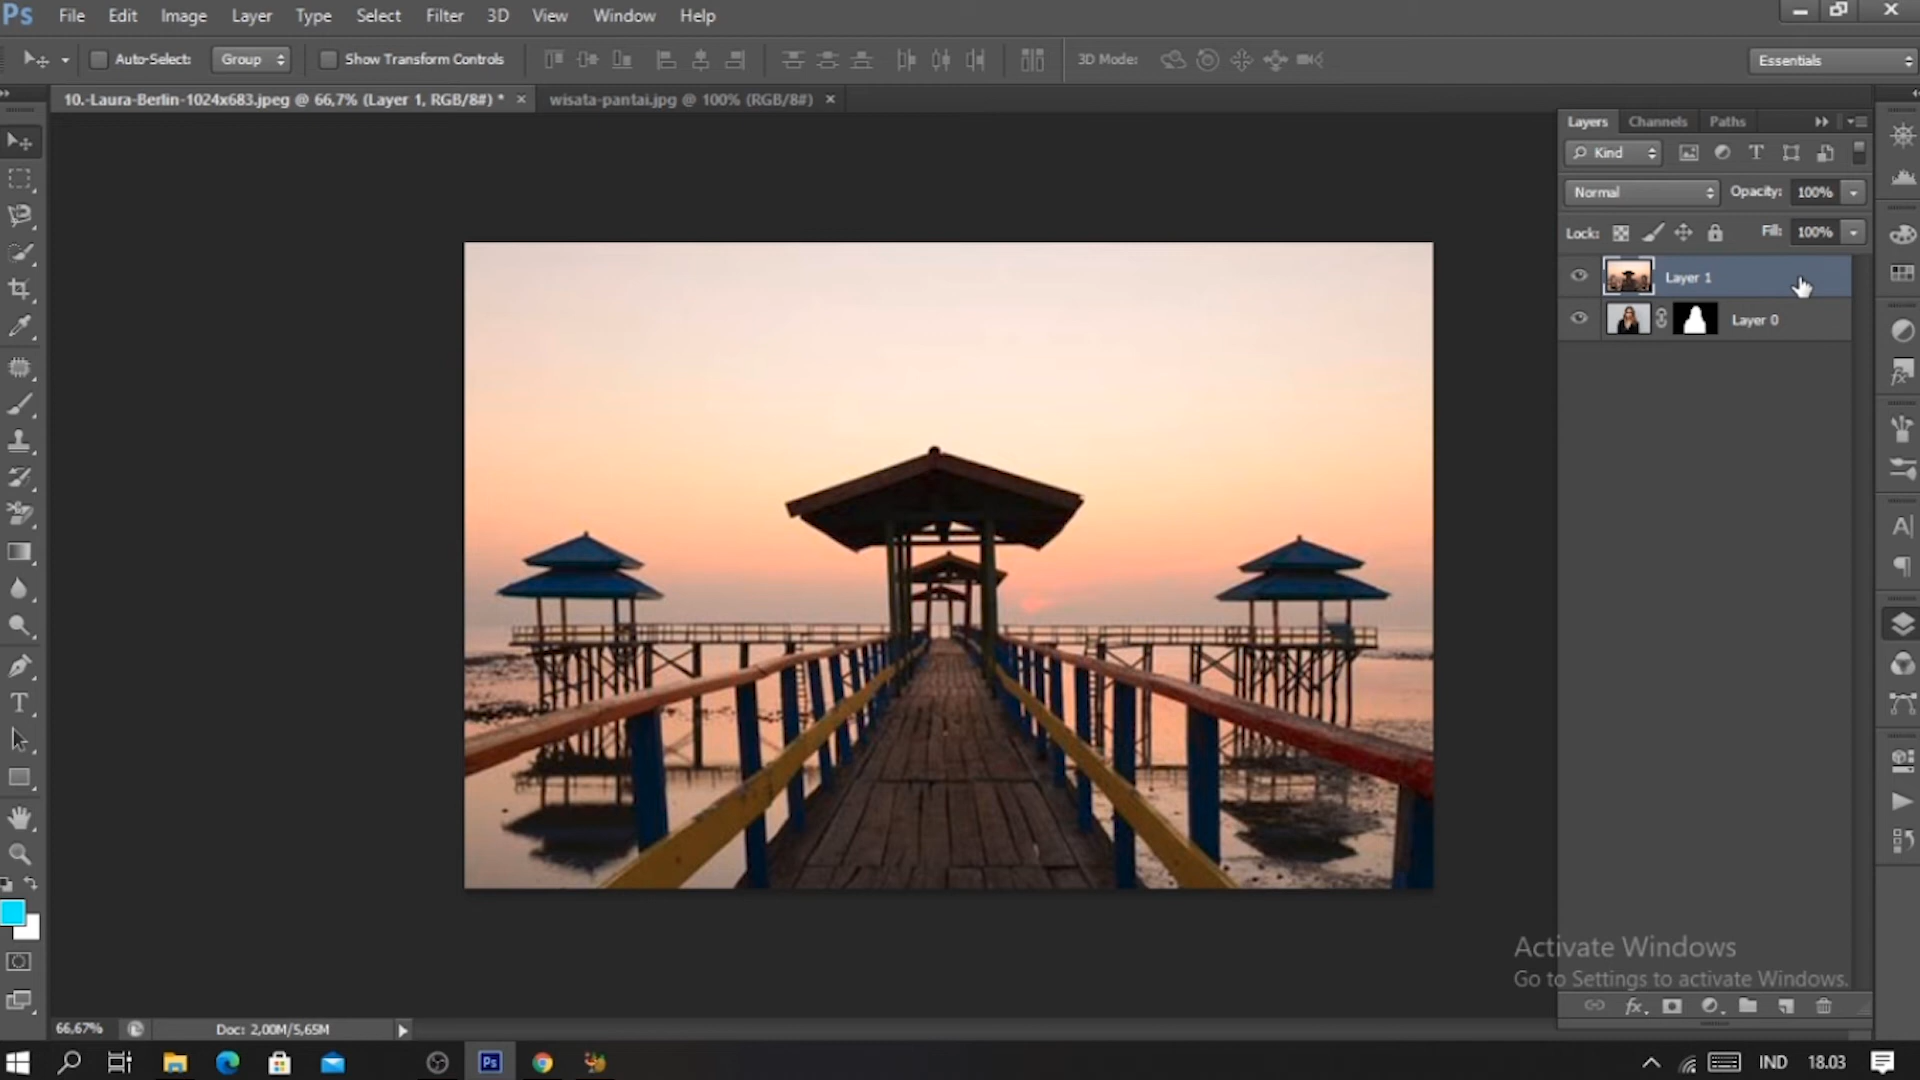 Ps File Edit Image Layer Type Select Filter 3D View Window Help
Auto-Select: Group Show Transform Controls 3D Mode: Essentials
10.-Laura-Berlin-1024x683.jpeg @ 66,7% (Layer 1, RGB/8#) * × wisata-pantai.jpg @ 100% (RGB/8#) ×
Layers Channels Paths
Kind
Normal Opacity: 100%
Lock: Fill: 100%
Layer 1
Layer 0
Activate Windows
Go to Settings to activate Windows.
66,67% Doc: 2,00M/5,65M
Ps IND 18.03